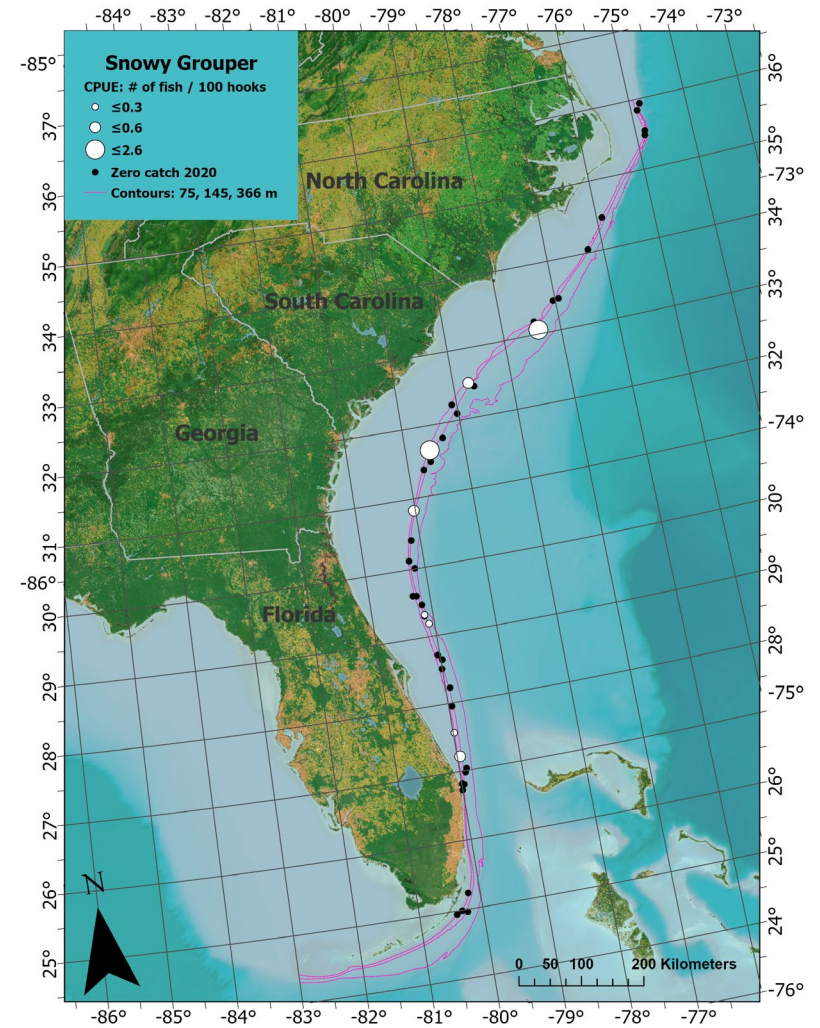 -84° -82° -81° -80° -79° -78° -77° -76° -75° -74° -73°
-85°
37°
36°
35°
34°
33°
32°
31°
-86°
30°
29°
28°
27°
26°
25°
Snowy Grouper
CPUE: # of fish / 100 hooks
≤0.3
≤0.6
≤2.6
Zero catch 2020
Contours: 75, 145, 366 m
North Carolina
South Carolina
Georgia
Florida
36°
35°
-73°
34°
33°
32°
-74°
30°
29°
28°
-75°
26°
25°
24°
-76°
N
0 50 100 200 Kilometers
-86° -85° -84° -83° -82° -81° -80° -79° -78° -77°